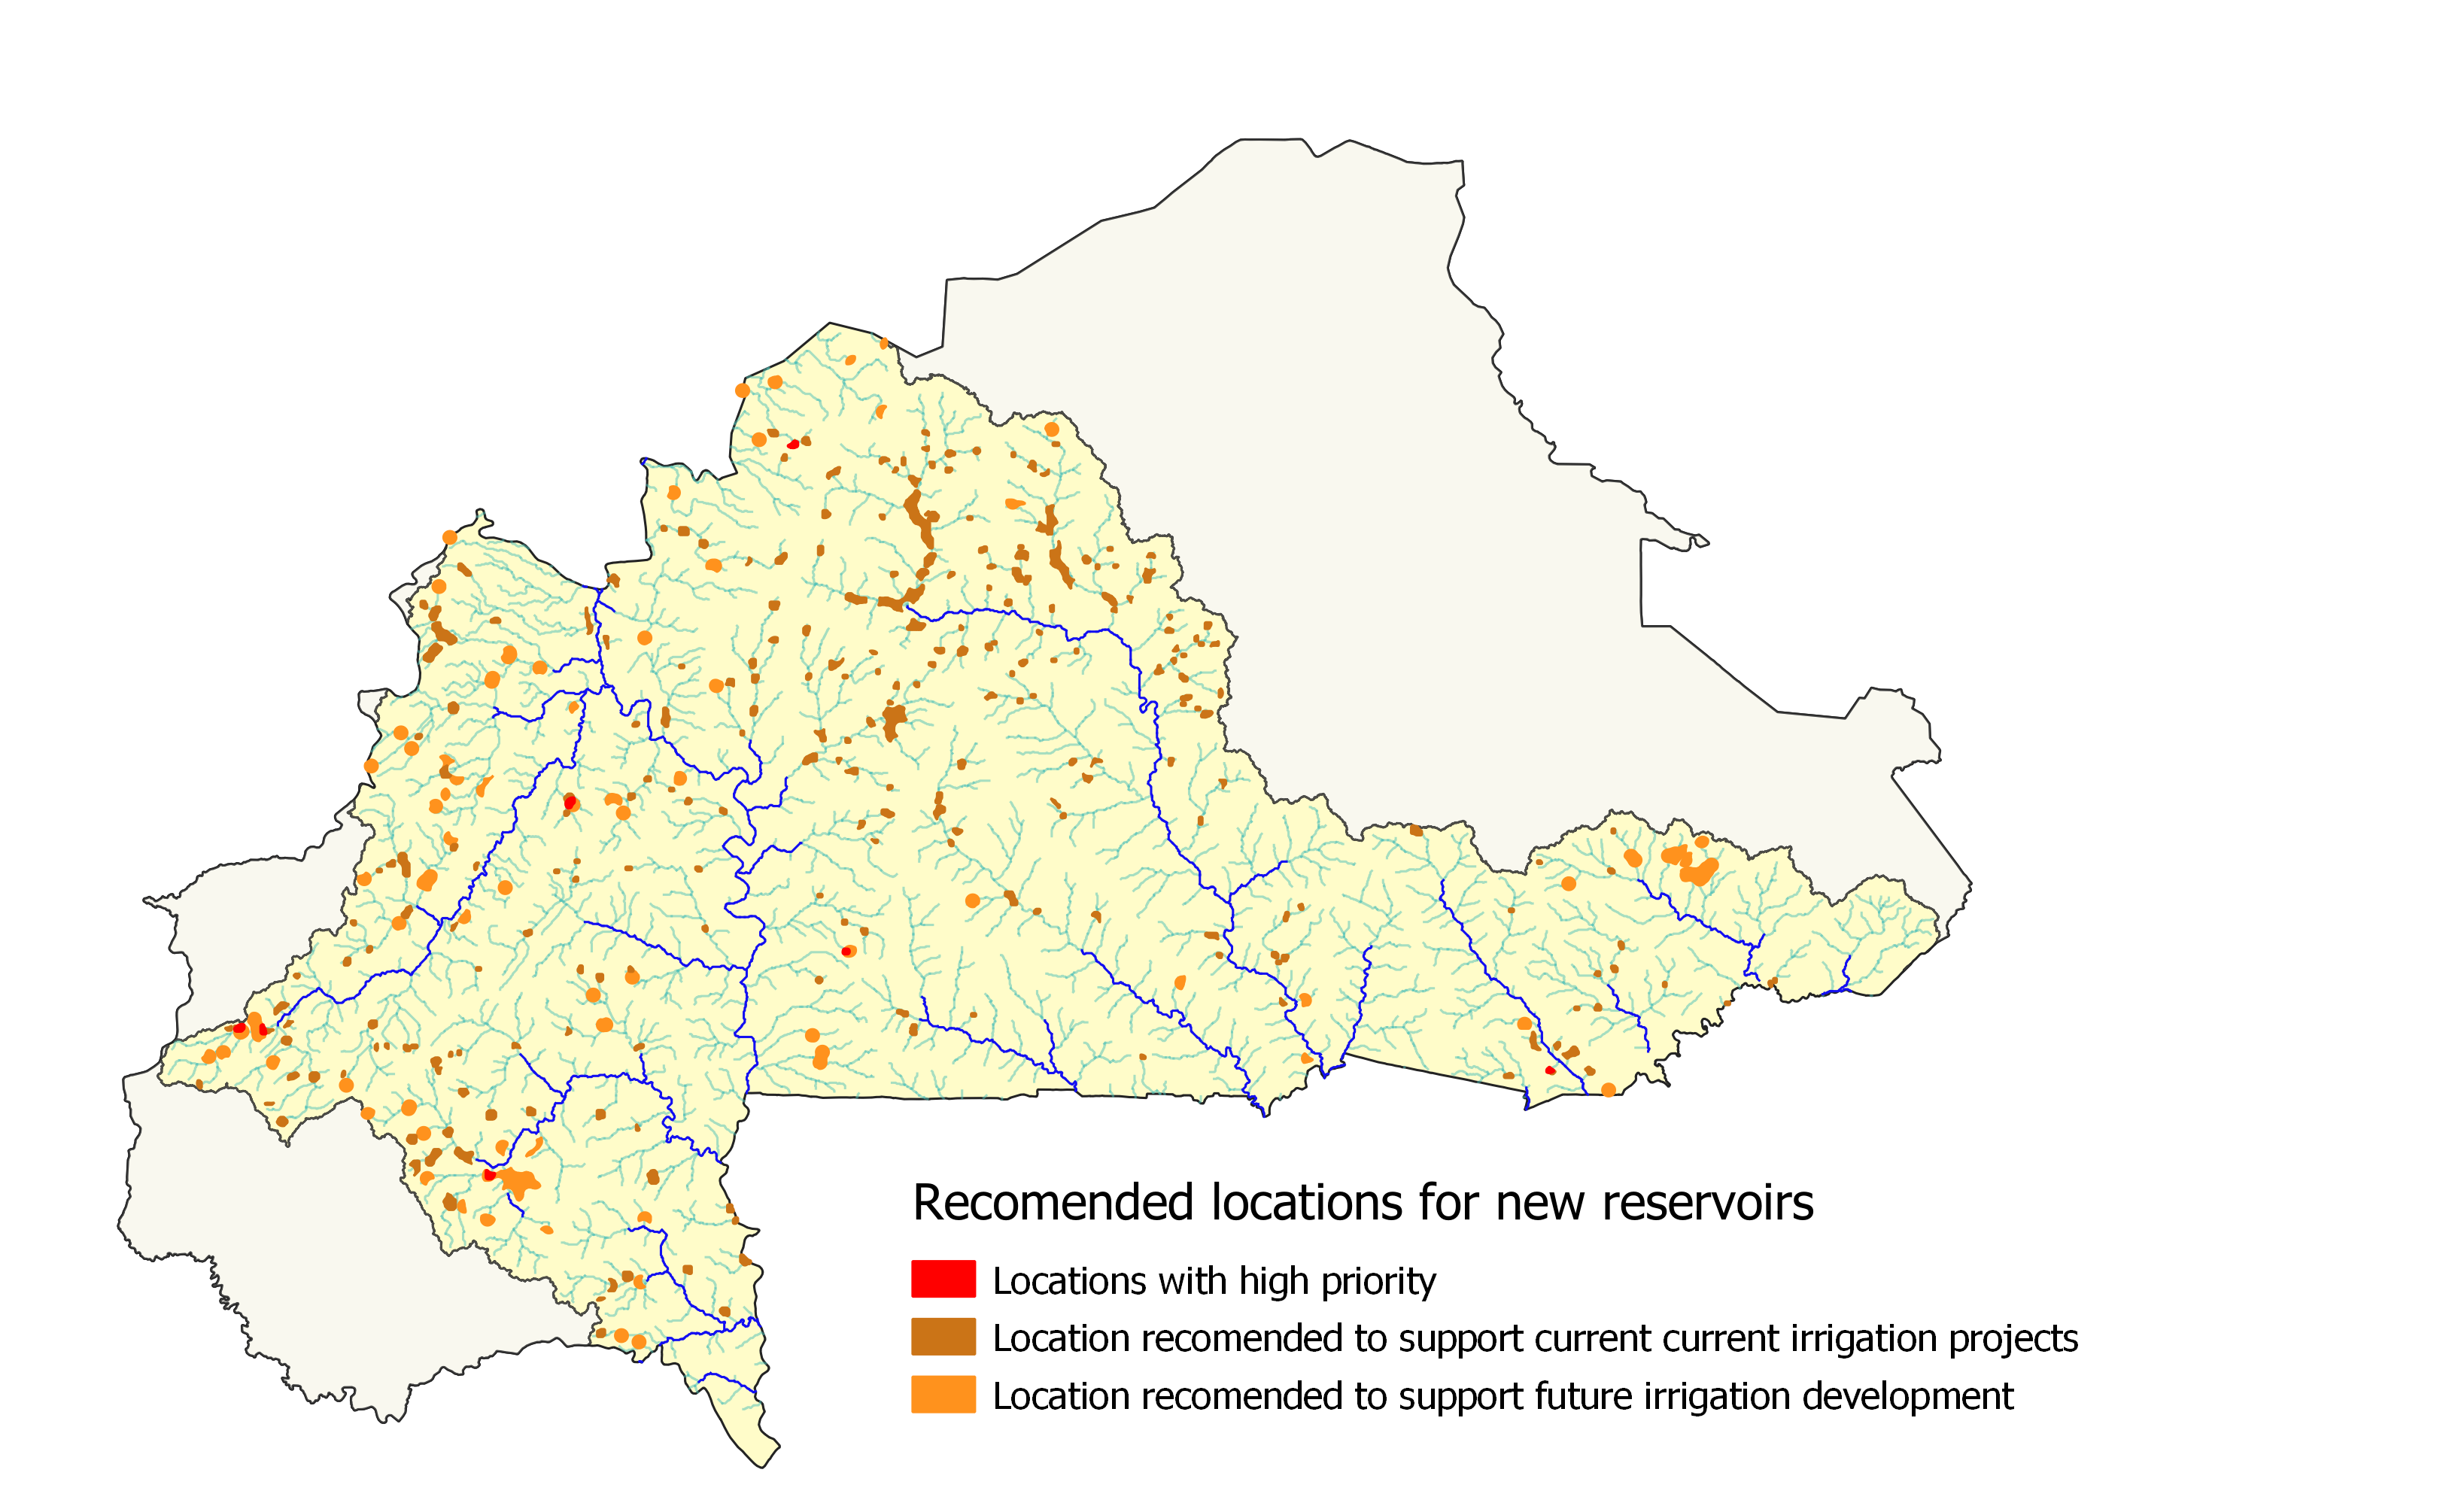 Recomended locations for new reservoirs
Locations with high priority
Location recomended to support current current irrigation projects
Location recomended to support future irrigation development